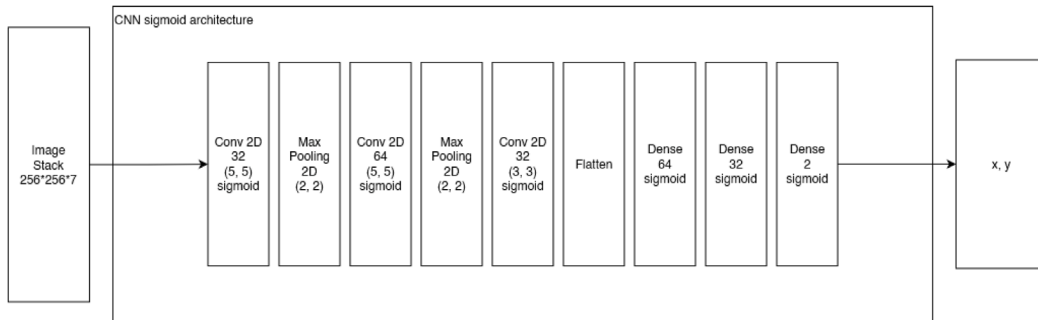 CNN sigmoid architecture
Image
Stack
256*256*7
Conv 2D
32
(5, 5)
sigmoid
Max
Pooling
2D
(2, 2)
Conv 2D
64
(5, 5)
sigmoid
Max
Pooling
2D
(2, 2)
Conv 2D
32
(3, 3)
sigmoid
Flatten
Dense
64
sigmoid
Dense
32
sigmoid
Dense
2
sigmoid
x, y